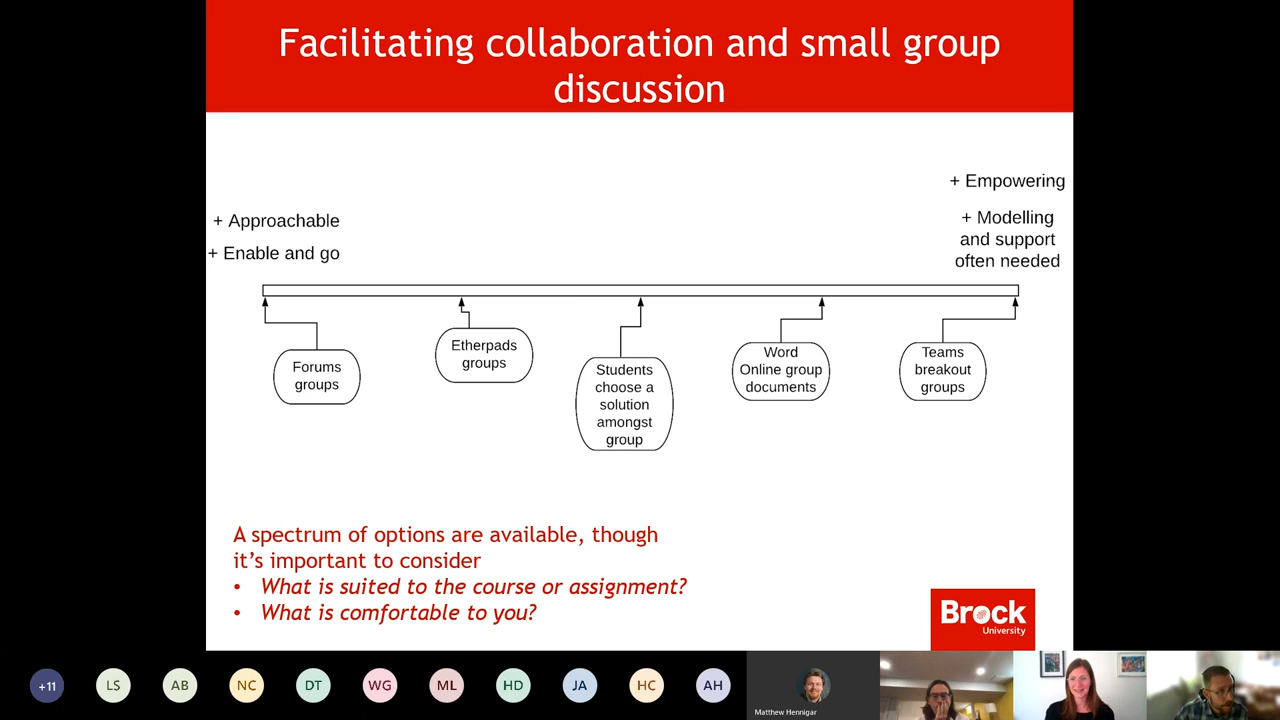 Facilitating collaboration and small group
discussion
+ Empowering
+ Approachable
+ Modelling
and support
often needed
+ Enable and go
Forums
groups
Etherpads
groups
Students
choose a
solution
amongst
group
Word
Online group
documents
Teams
breakout
groups
A spectrum of options are available, though
it's important to consider
• What is suited to the course or assignment?
• What is comfortable to you?
Brock
University
+11
LS
AB
NC
DT
WG
ML
HD
JA
HC
AH
Matthew Hennigar